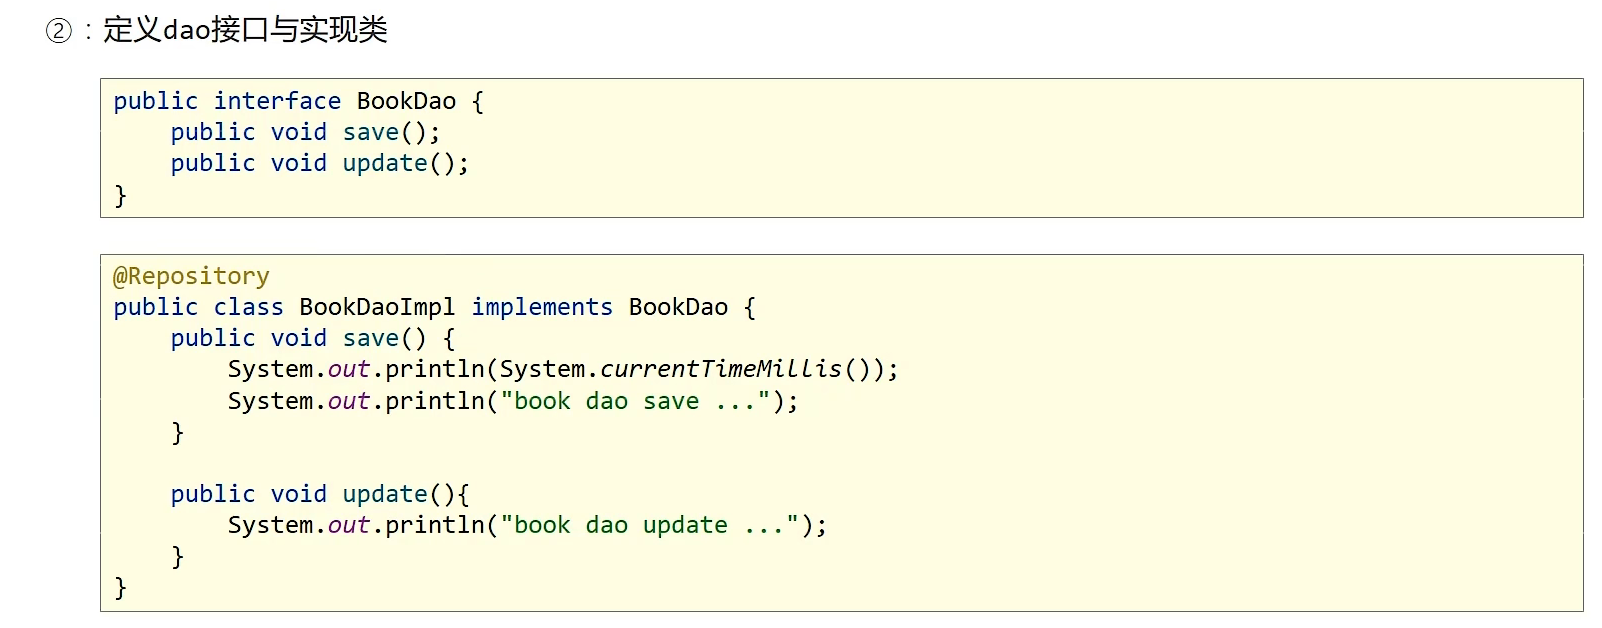 ②：定义dao接口与实现类
public interface BookDao {
    public void save();
    public void update();
}
@Repository
public class BookDaoImpl implements BookDao {
    public void save() {
        System.out.println(System.currentTimeMillis());
        System.out.println("book dao save ...");
    }
    public void update(){
        System.out.println("book dao update ...");
    }
}